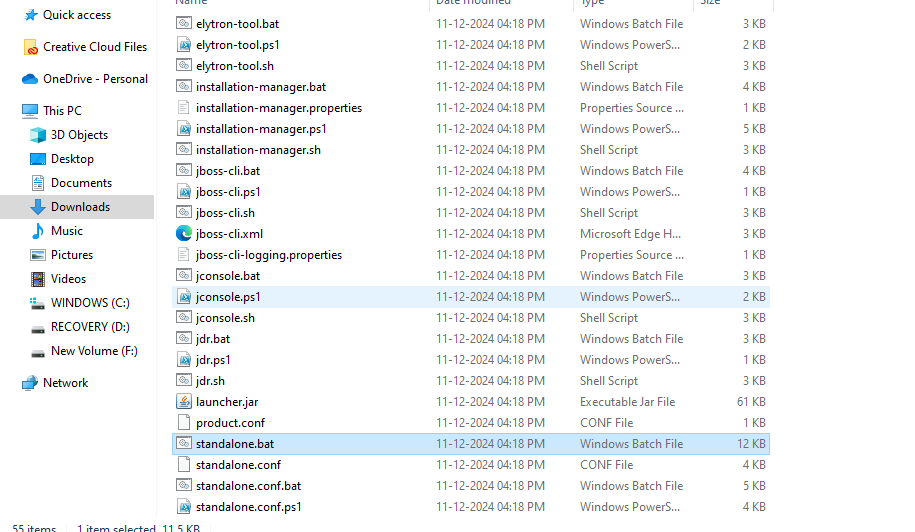 Name Date modified Type Size
Quick access
Creative Cloud Files
OneDrive - Personal
This PC
3D Objects
Desktop
Documents
Downloads
Music
Pictures
Videos
WINDOWS (C:)
RECOVERY (D:)
New Volume (F:)
Network
elytron-tool.bat 11-12-2024 04:18 PM Windows Batch File 3 KB
elytron-tool.ps1 11-12-2024 04:18 PM Windows PowerS... 2 KB
elytron-tool.sh 11-12-2024 04:18 PM Shell Script 3 KB
installation-manager.bat 11-12-2024 04:18 PM Windows Batch File 4 KB
installation-manager.properties 11-12-2024 04:18 PM Properties Source ... 1 KB
installation-manager.ps1 11-12-2024 04:18 PM Windows PowerS... 5 KB
installation-manager.sh 11-12-2024 04:18 PM Shell Script 3 KB
jboss-cli.bat 11-12-2024 04:18 PM Windows Batch File 4 KB
jboss-cli.ps1 11-12-2024 04:18 PM Windows PowerS... 1 KB
jboss-cli.sh 11-12-2024 04:18 PM Shell Script 3 KB
jboss-cli.xml 11-12-2024 04:18 PM Microsoft Edge H... 3 KB
jboss-cli-logging.properties 11-12-2024 04:18 PM Properties Source ... 1 KB
jconsole.bat 11-12-2024 04:18 PM Windows Batch File 3 KB
jconsole.ps1 11-12-2024 04:18 PM Windows PowerS... 2 KB
jconsole.sh 11-12-2024 04:18 PM Shell Script 3 KB
jdr.bat 11-12-2024 04:18 PM Windows Batch File 3 KB
jdr.ps1 11-12-2024 04:18 PM Windows PowerS... 1 KB
jdr.sh 11-12-2024 04:18 PM Shell Script 3 KB
launcher.jar 11-12-2024 04:18 PM Executable Jar File 61 KB
product.conf 11-12-2024 04:18 PM CONF File 1 KB
standalone.bat 11-12-2024 04:18 PM Windows Batch File 12 KB
standalone.conf 11-12-2024 04:18 PM CONF File 4 KB
standalone.conf.bat 11-12-2024 04:18 PM Windows Batch File 5 KB
standalone.conf.ps1 11-12-2024 04:18 PM Windows PowerS... 4 KB
55 items 1 item selected 11.5 KB